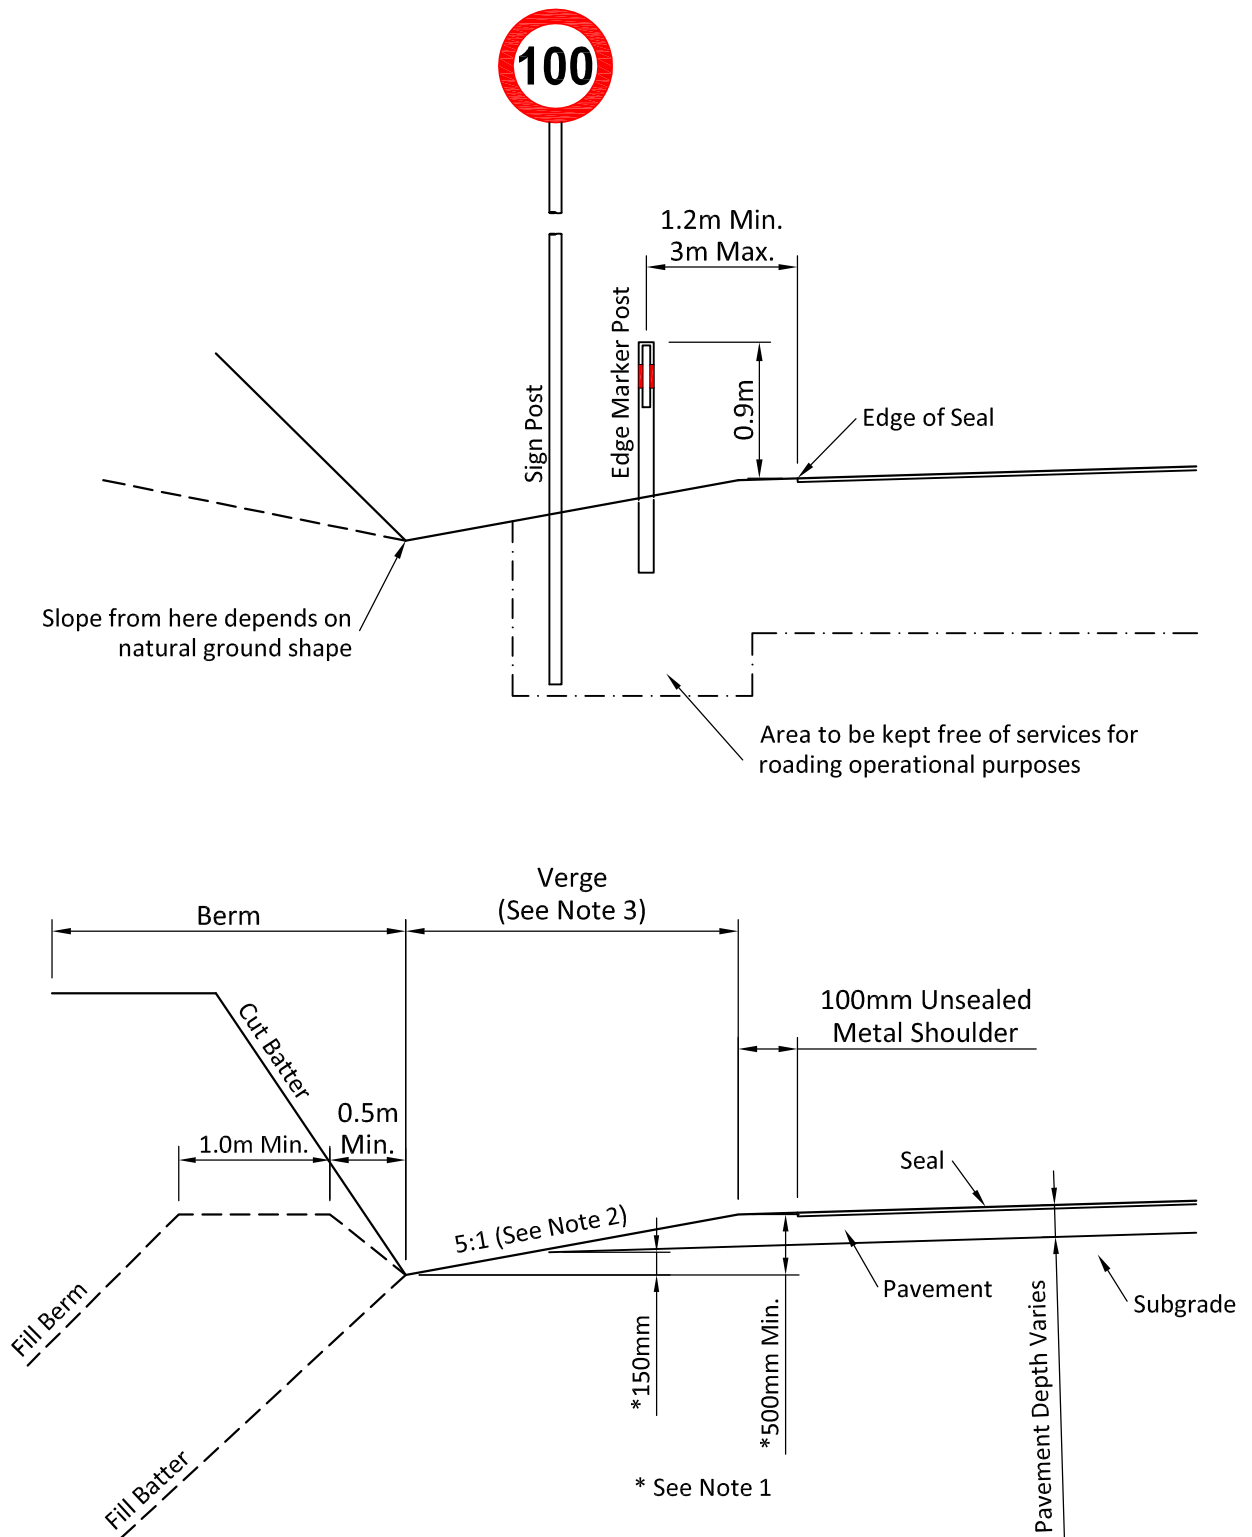 100
1.2m Min.
3m Max.
Edge Marker Post
Sign Post
0.9m
Edge of Seal
Slope from here depends on
natural ground shape
Area to be kept free of services for
roading operational purposes
Verge
(See Note 3)
Berm
100mm Unsealed
Metal Shoulder
Cut Batter
0.5m
Min.
1.0m Min.
Seal
5:1 (See Note 2)
Pavement
Subgrade
Fill Berm
*150mm
*500mm Min.
Pavement Depth Varies
Fill Batter
* See Note 1